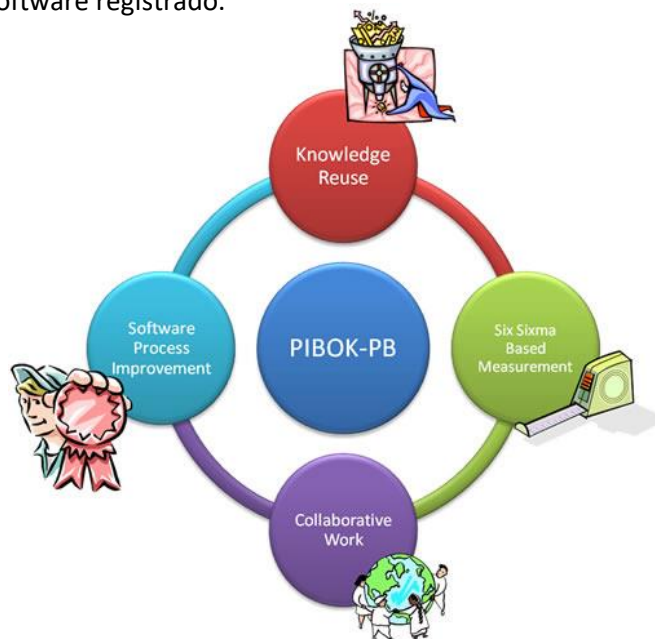 oftware registrado.
Knowledge
Reuse
Software
Process
Improvement
PIBOK-PB
Six Sixma
Based
Measurement
Collaborative
Work